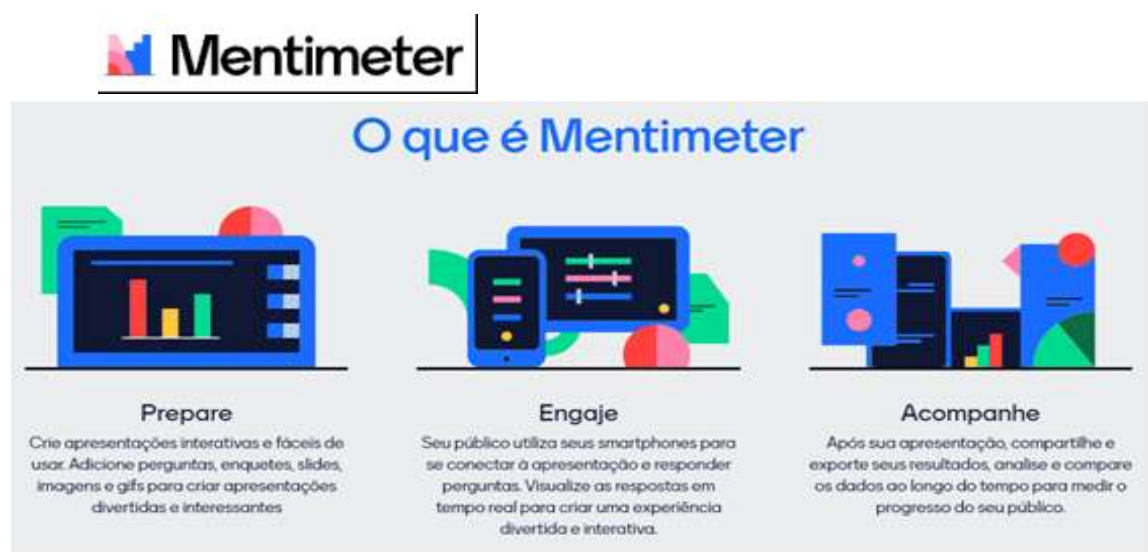 Mentimeter
O que é Mentimeter
Prepare
Crie apresentações interativas e fáceis de
usar. Adicione perguntas, enquetes, slides,
imagens e gifs para criar apresentações
divertidas e interessantes
Engaje
Seu público utiliza seus smartphones para
se conectar à apresentação e responder
perguntas. Visualize as respostas em
tempo real para criar uma experiência
divertida e interativa.
Acompanhe
Após sua apresentação, compartilhe e
exporte seus resultados, analise e compare
os dados ao longo do tempo para medir o
progresso do seu público.